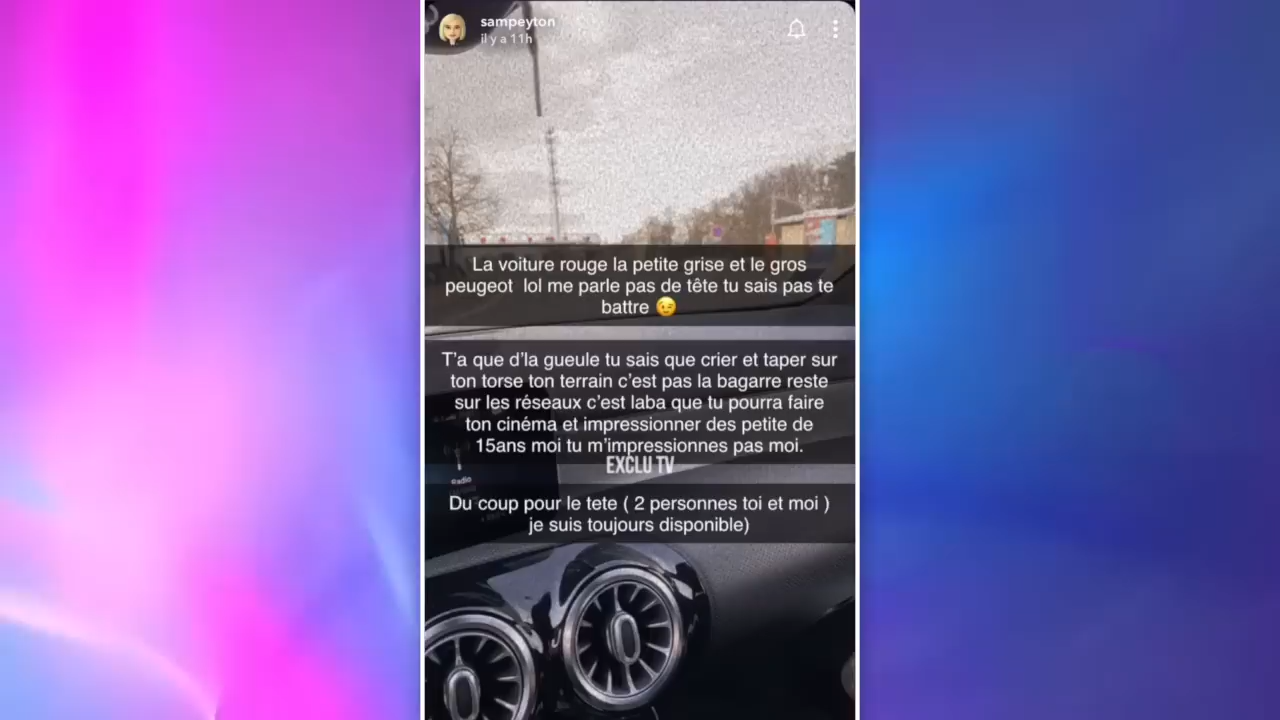 sampeyton
il y a 11h
La voiture rouge la petite grise et le gros
peugeot lol me parle pas de tête tu sais pas te
battre 😉
T'a que d'la gueule tu sais que crier et taper sur
ton torse ton terrain c'est pas la bagarre reste
sur les réseaux c'est laba que tu pourra faire
ton cinéma et impressionner des petite de
15ans moi tu m'impressionnes pas moi.
EXCLU TV
Radio
Du coup pour le tete ( 2 personnes toi et moi )
je suis toujours disponible)